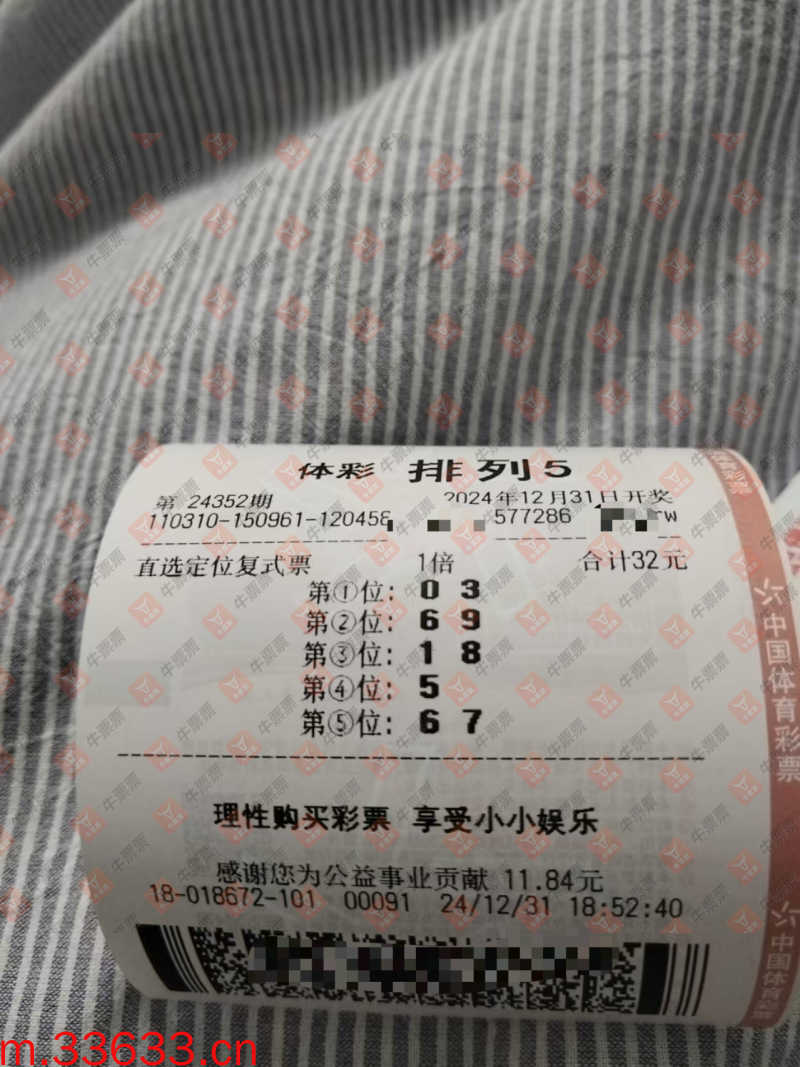 体彩 排列5
第 24352期 2024年12月31日开奖
110310-150961-120458 577286
直选定位复式票 1倍 合计32元
第①位: 0 3
第②位: 6 9
第③位: 1 8
第④位: 5
第⑤位: 6 7
理性购买彩票 享受小小娱乐
感谢您为公益事业贡献 11.84元
18-018672-101 00091 24/12/31 18:52:40
中国体育彩票
中国体育彩票
牛票票
m.33633.cn